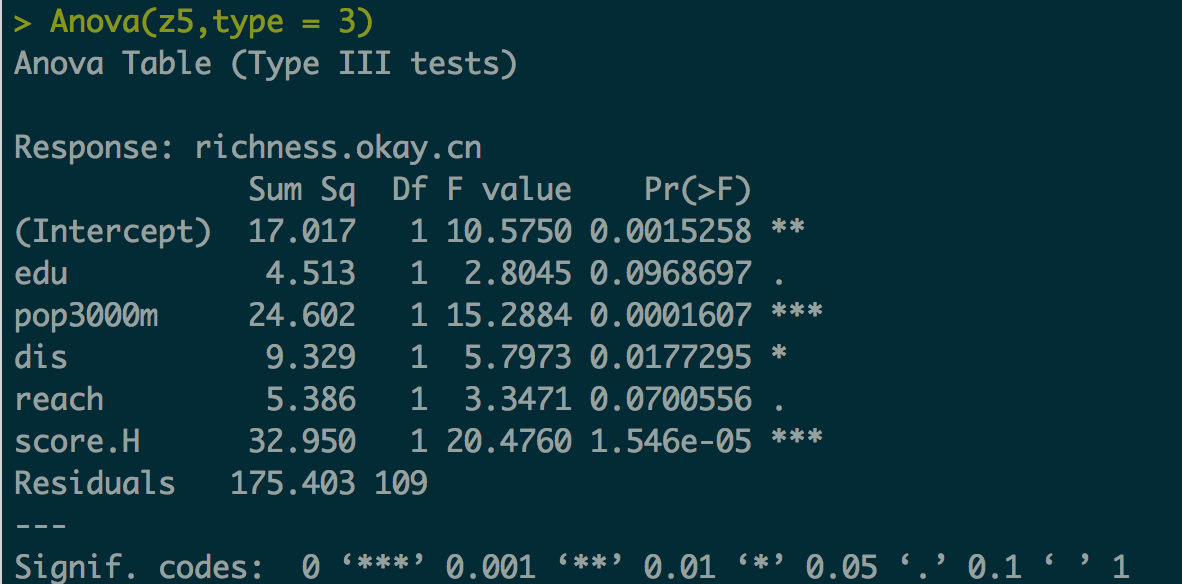 > Anova(z5,type = 3)
Anova Table (Type III tests)
Response: richness.okay.cn
Sum Sq Df F value Pr(>F)
(Intercept) 17.017 1 10.5750 0.0015258 **
edu 4.513 1 2.8045 0.0968697 .
pop3000m 24.602 1 15.2884 0.0001607 ***
dis 9.329 1 5.7973 0.0177295 *
reach 5.386 1 3.3471 0.0700556 .
score.H 32.950 1 20.4760 1.546e-05 ***
Residuals 175.403 109
---
Signif. codes: 0 ‘***’ 0.001 ‘**’ 0.01 ‘*’ 0.05 ‘.’ 0.1 ‘ ’ 1